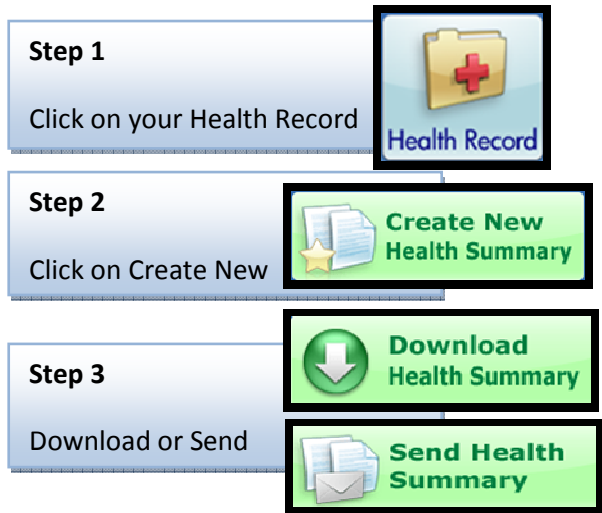 Step 1
Click on your Health Record
Health Record
Step 2
Click on Create New
Create New
Health Summary
Step 3
Download or Send
Download
Health Summary
Send Health
Summary